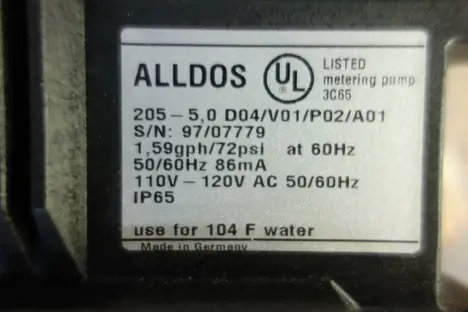 ALLDOS
UL
LISTED
metering pump
3C65
205-5,0 D04/V01/P02/A01
S/N: 97/07779
1,59gph/72psi at 60Hz
50/60Hz 86mA
110V-120V AC 50/60Hz
IP65
use for 104 F water
Made in Germany